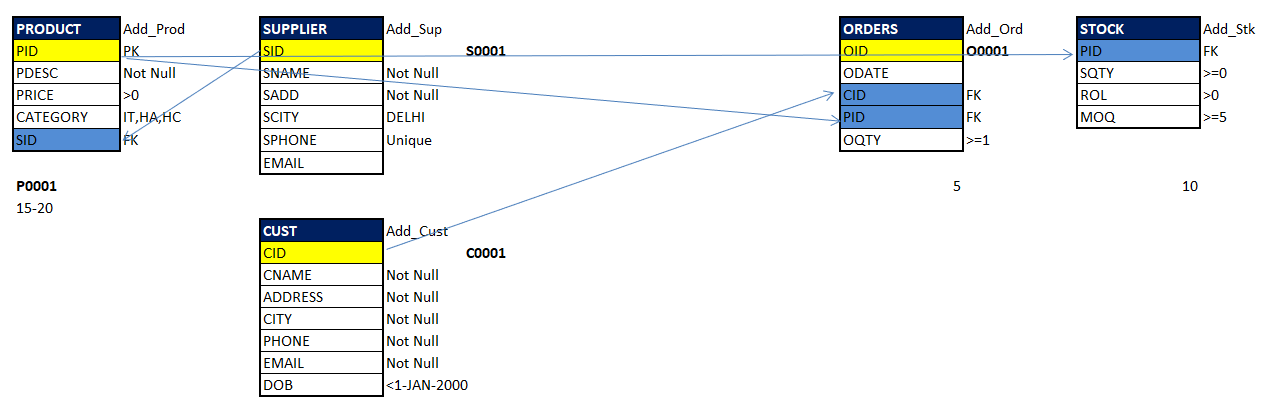 PRODUCT Add_Prod
PID PK
PDESC Not Null
PRICE >0
CATEGORY IT,HA,HC
SID FK
P0001
15-20
SUPPLIER Add_Sup
SID S0001
SNAME Not Null
SADD Not Null
SCITY DELHI
SPHONE Unique
EMAIL
CUST Add_Cust
CID C0001
CNAME Not Null
ADDRESS Not Null
CITY Not Null
PHONE Not Null
EMAIL Not Null
DOB <1-JAN-2000
ORDERS Add_Ord
OID O0001
ODATE
CID FK
PID FK
OQTY >=1
5
STOCK Add_Stk
PID FK
SQTY >=0
ROL >0
MOQ >=5
10